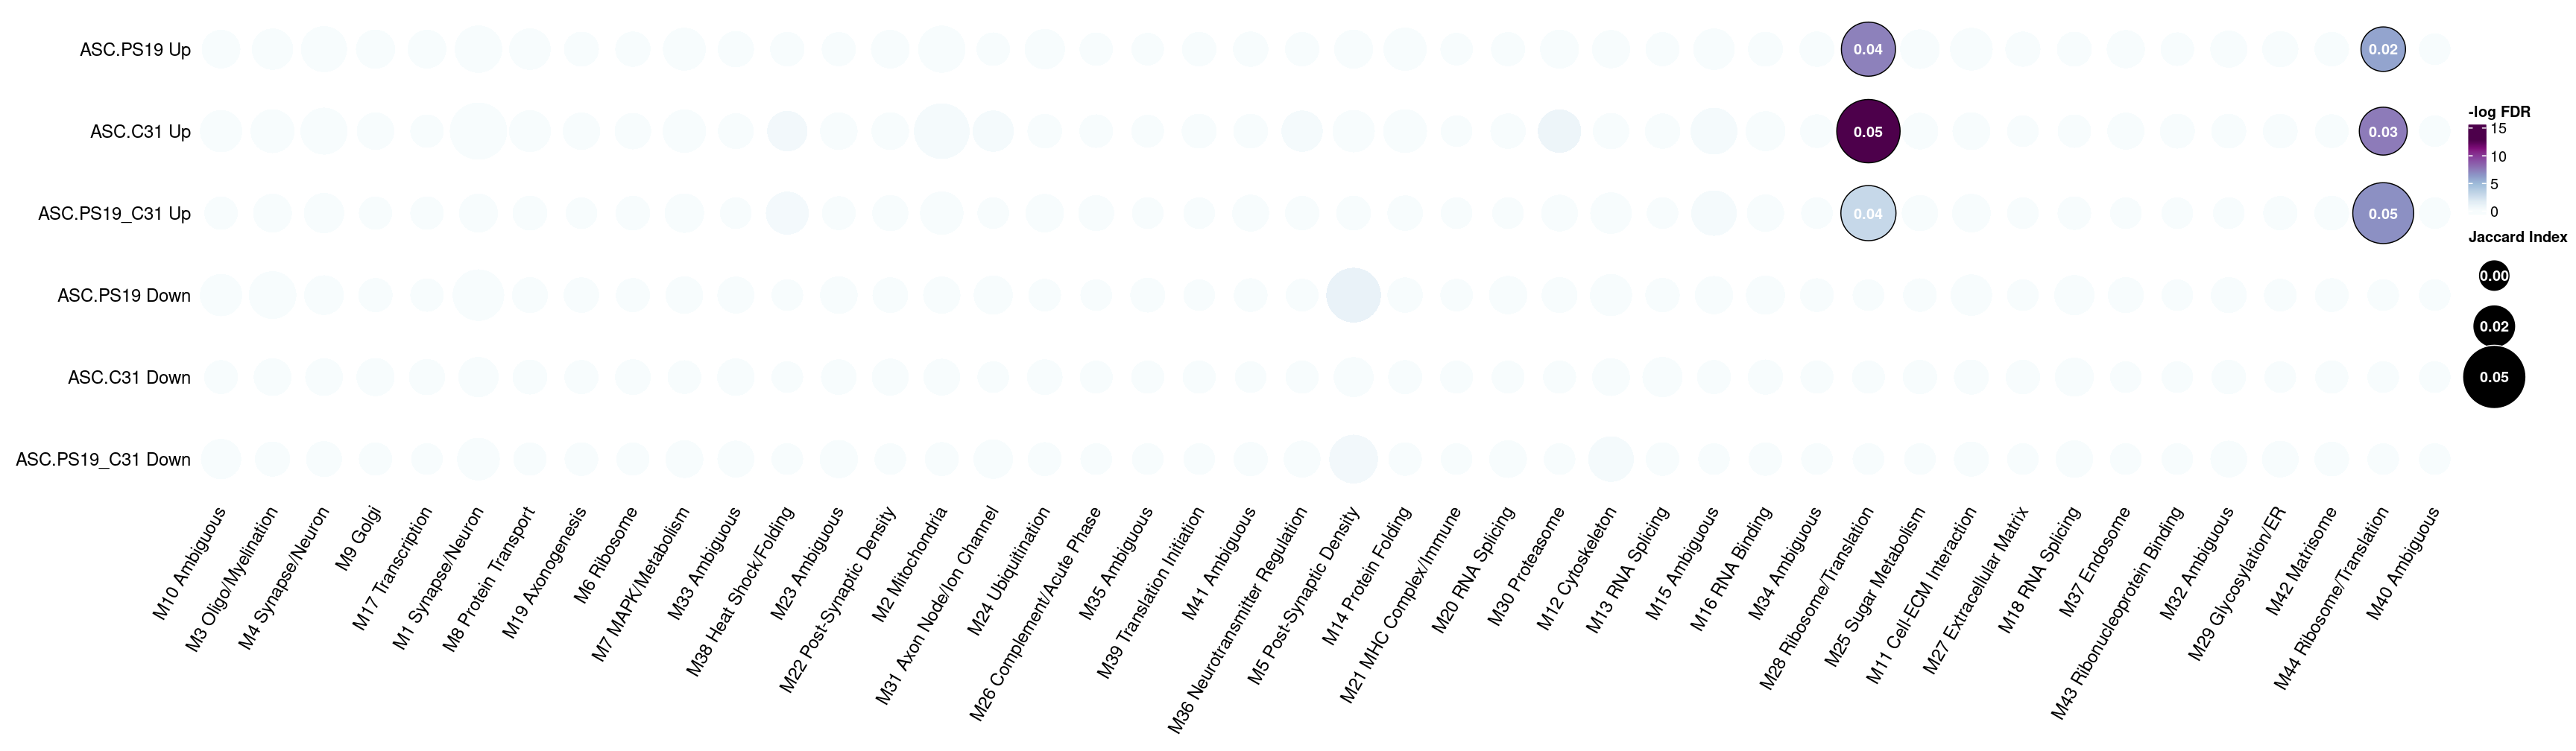 ASC.PS19 Up
0.04
0.02
ASC.C31 Up
0.05
0.03
ASC.PS19_C31 Up
0.04
0.05
ASC.PS19 Down
ASC.C31 Down
ASC.PS19_C31 Down
M10 Ambiguous
M3 Oligo/Myelination
M4 Synapse/Neuron
M9 Golgi
M17 Transcription
M1 Synapse/Neuron
M8 Protein Transport
M19 Axonogenesis
M6 Ribosome
M7 MAPK/Metabolism
M33 Ambiguous
M38 Heat Shock/Folding
M23 Ambiguous
M22 Post-Synaptic Density
M2 Mitochondria
M31 Axon Node/Ion Channel
M24 Ubiquitination
M26 Complement/Acute Phase
M35 Ambiguous
M39 Translation Initiation
M41 Ambiguous
M36 Neurotransmitter Regulation
M5 Post-Synaptic Density
M14 Protein Folding
M21 MHC Complex/Immune
M20 RNA Splicing
M30 Proteasome
M12 Cytoskeleton
M13 RNA Splicing
M15 Ambiguous
M16 RNA Binding
M34 Ambiguous
M28 Ribosome/Translation
M25 Sugar Metabolism
M11 Cell-ECM Interaction
M27 Extracellular Matrix
M18 RNA Splicing
M37 Endosome
M43 Ribonucleoprotein Binding
M32 Ambiguous
M29 Glycosylation/ER
M42 Matrisome
M44 Ribosome/Translation
M40 Ambiguous
-log FDR
15
10
5
0
Jaccard Index
0.00
0.02
0.05